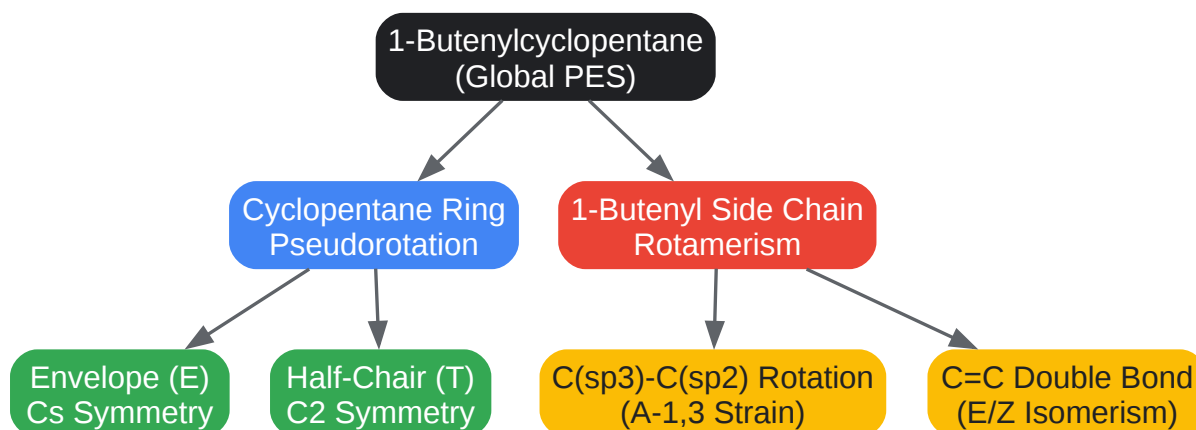 1-Butenylcyclopentane
(Global PES)
Cyclopentane Ring
Pseudorotation
1-Butenyl Side Chain
Rotamerism
Envelope (E)
Cs Symmetry
Half-Chair (T)
C2 Symmetry
C(sp3)-C(sp2) Rotation
(A-1,3 Strain)
C=C Double Bond
(E/Z Isomerism)